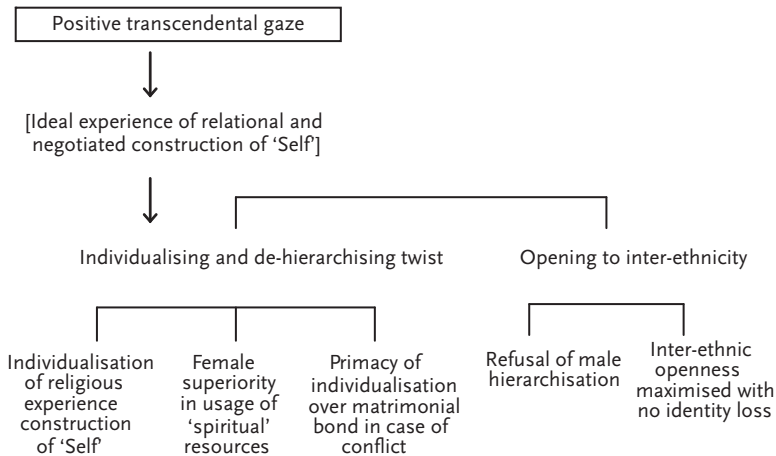 Positive transcendental gaze
[Ideal experience of relational and
negotiated construction of ‘Self’]
Individualising and de-hierarchising twist
Opening to inter-ethnicity
Individualisation
of religious
experience
construction
of ‘Self’
Female
superiority
in usage of
‘spiritual’
resources
Primacy of
individualisation
over matrimonial
bond in case of
conflict
Refusal of male
hierarchisation
Inter-ethnic
openness
maximised with
no identity loss